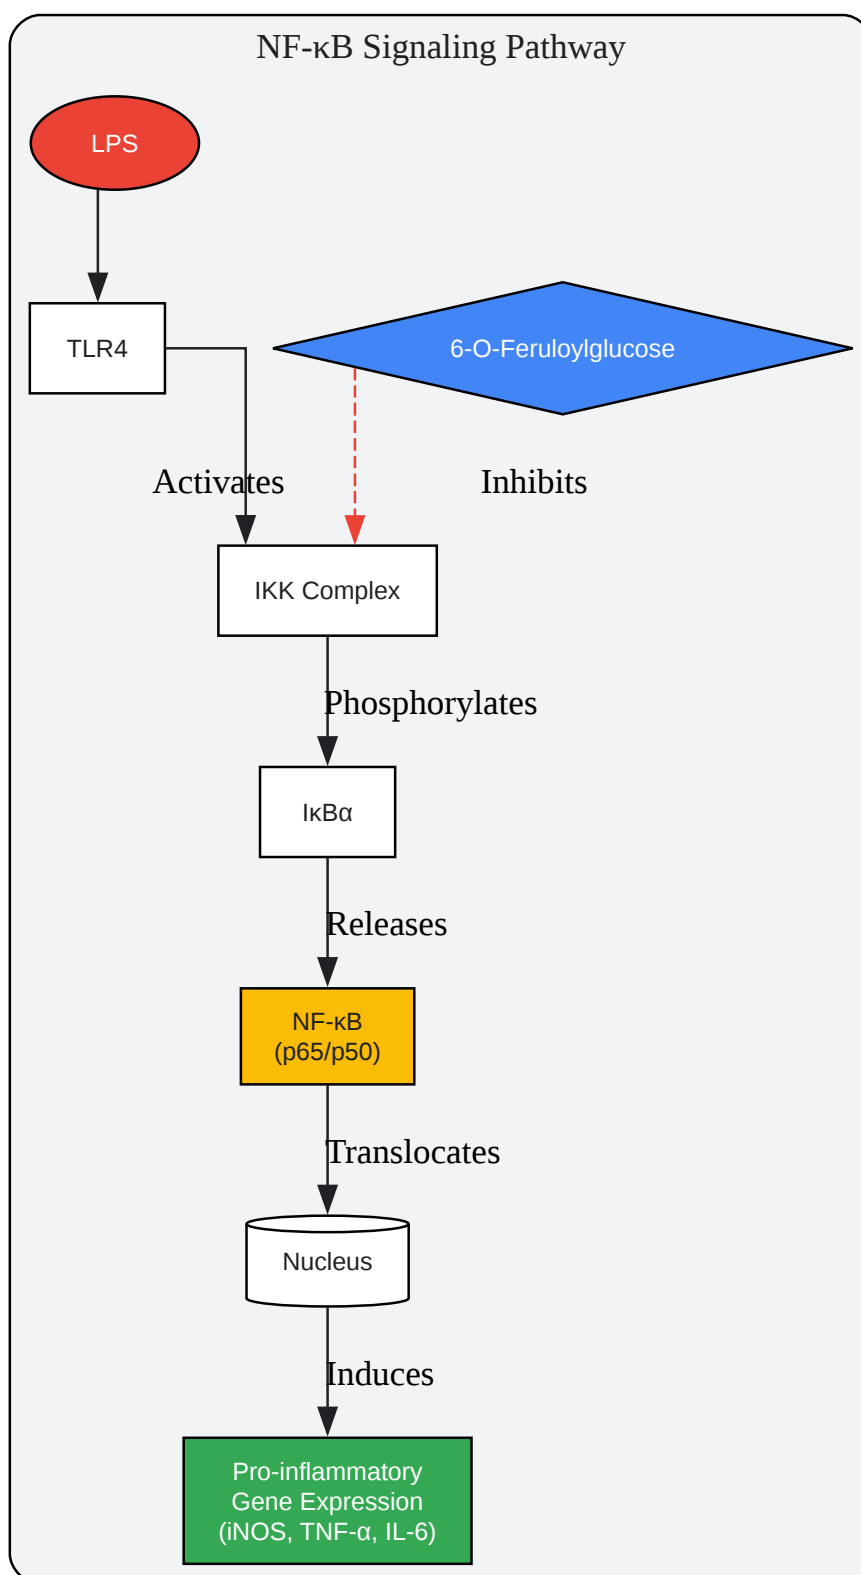 NF-κB Signaling Pathway
LPS
TLR4
6-O-Feruloylglucose
Activates
Inhibits
IKK Complex
Phosphorylates
IκBα
Releases
NF-κB
(p65/p50)
Translocates
Nucleus
Induces
Pro-inflammatory
Gene Expression
(iNOS, TNF-α, IL-6)